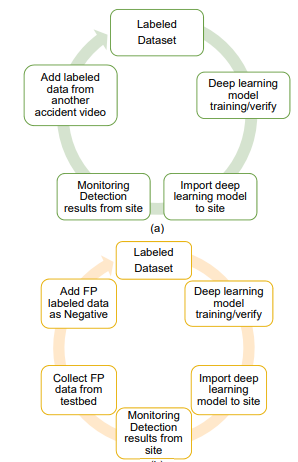 Labeled
Dataset
Add labeled
data from
another
accident video
Deep learning
model
training/verify
Monitoring
Detection
results from site
Import deep
learning model
to site
(a)
Labeled
Dataset
Add FP
labeled data
as Negative
Deep learning
model
training/verify
Collect FP
data from
testbed
Import deep
learning
model to site
Monitoring
Detection
results from
site